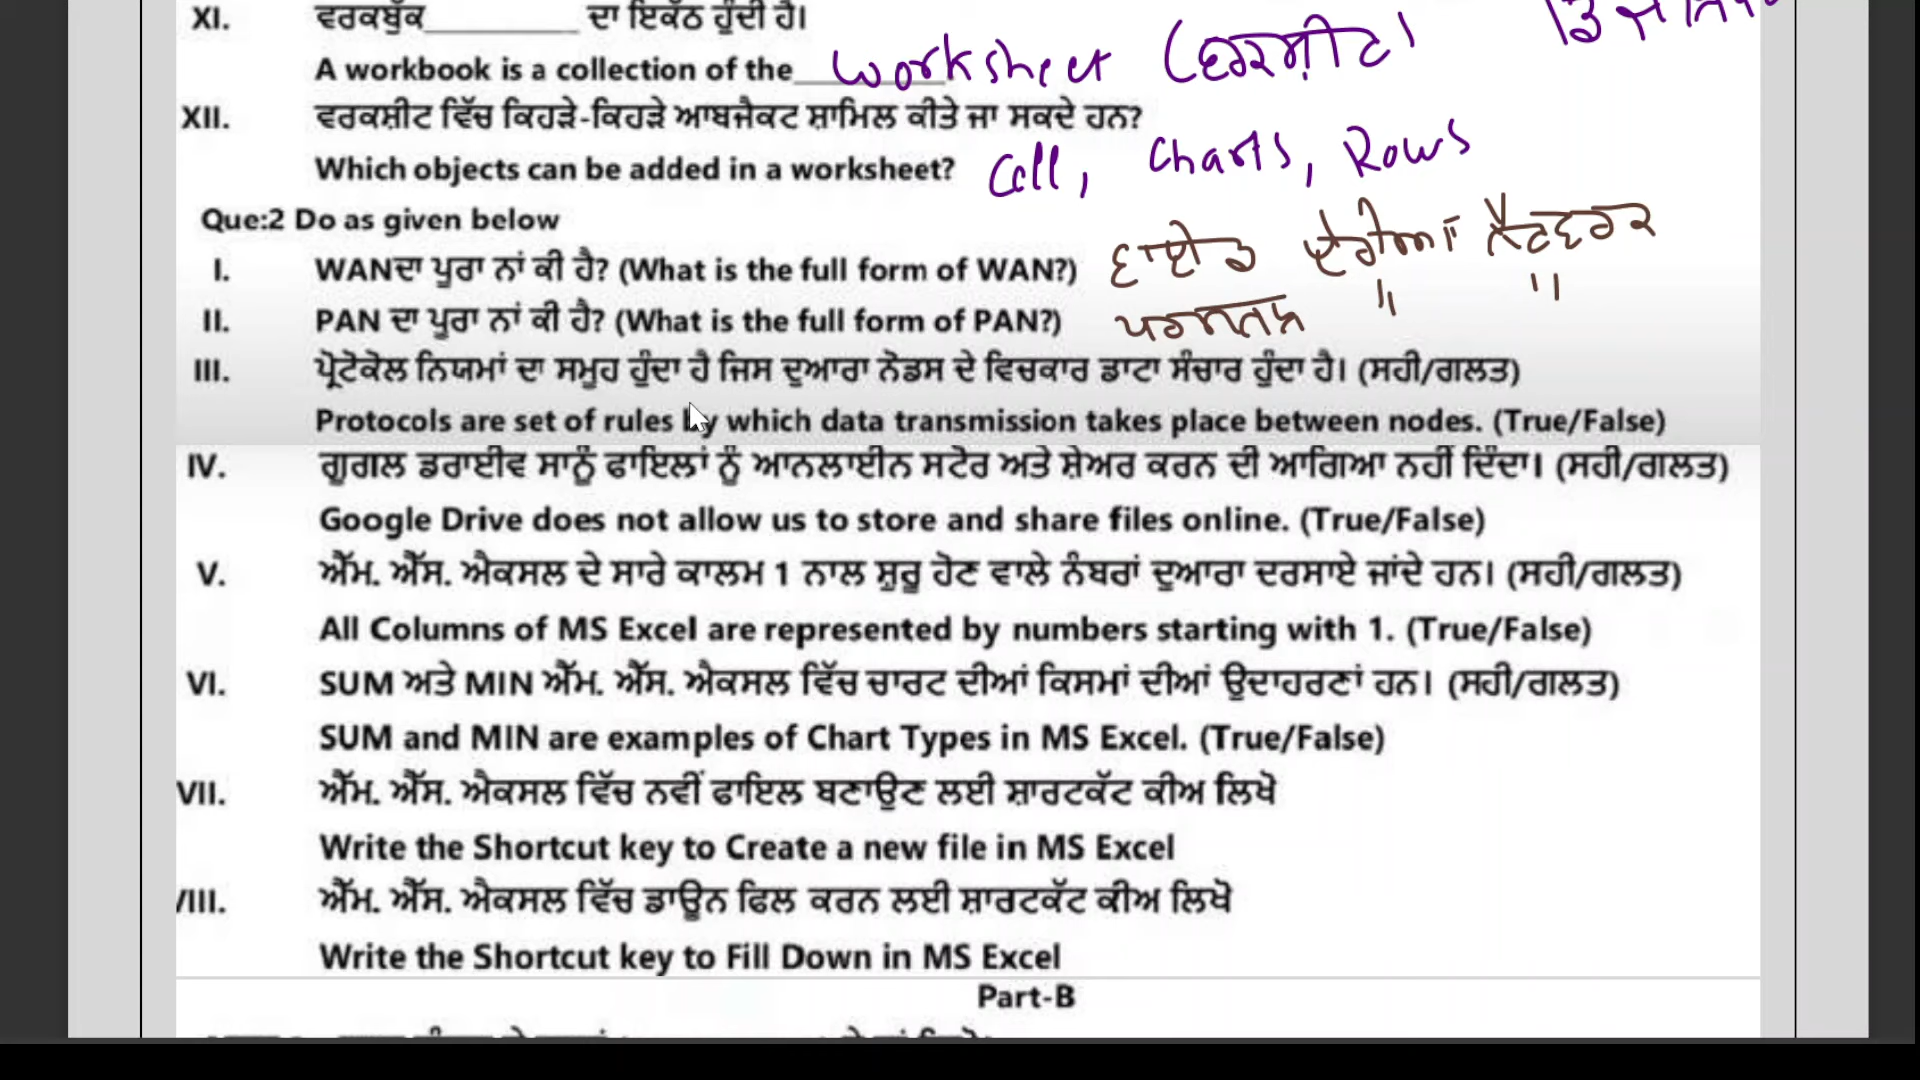 XI. ਵਰਕਬੁੱਕ_________ ਦਾ ਇਕੱਠ ਹੁੰਦੀ ਹੈ।
A workbook is a collection of the_________ worksheet (ਵਰਕਸ਼ੀਟ)
XII. ਵਰਕਸ਼ੀਟ ਵਿੱਚ ਕਿਹੜੇ-ਕਿਹੜੇ ਆਬਜੈਕਟ ਸ਼ਾਮਿਲ ਕੀਤੇ ਜਾ ਸਕਦੇ ਹਨ?
Which objects can be added in a worksheet? Cell, Charts, Rows
Que:2 Do as given below
I. WANਦਾ ਪੂਰਾ ਨਾਂ ਕੀ ਹੈ? (What is the full form of WAN?) ਵਾਈਡ ਏਰੀਆ ਨੈੱਟਵਰਕ
II. PAN ਦਾ ਪੂਰਾ ਨਾਂ ਕੀ ਹੈ? (What is the full form of PAN?) ਪਰਸਨਲ " "
III. ਪ੍ਰੋਟੋਕੋਲ ਨਿਯਮਾਂ ਦਾ ਸਮੂਹ ਹੁੰਦਾ ਹੈ ਜਿਸ ਦੁਆਰਾ ਨੋਡਸ ਦੇ ਵਿਚਕਾਰ ਡਾਟਾ ਸੰਚਾਰ ਹੁੰਦਾ ਹੈ। (ਸਹੀ/ਗਲਤ)
Protocols are set of rules by which data transmission takes place between nodes. (True/False)
IV. ਗੂਗਲ ਡਰਾਈਵ ਸਾਨੂੰ ਫਾਇਲਾਂ ਨੂੰ ਆਨਲਾਈਨ ਸਟੋਰ ਅਤੇ ਸ਼ੇਅਰ ਕਰਨ ਦੀ ਆਗਿਆ ਨਹੀਂ ਦਿੰਦਾ। (ਸਹੀ/ਗਲਤ)
Google Drive does not allow us to store and share files online. (True/False)
V. ਐੱਮ. ਐੱਸ. ਐਕਸਲ ਦੇ ਸਾਰੇ ਕਾਲਮ 1 ਨਾਲ ਸ਼ੁਰੂ ਹੋਣ ਵਾਲੇ ਨੰਬਰਾਂ ਦੁਆਰਾ ਦਰਸਾਏ ਜਾਂਦੇ ਹਨ। (ਸਹੀ/ਗਲਤ)
All Columns of MS Excel are represented by numbers starting with 1. (True/False)
VI. SUM ਅਤੇ MIN ਐੱਮ. ਐੱਸ. ਐਕਸਲ ਵਿੱਚ ਚਾਰਟ ਦੀਆਂ ਕਿਸਮਾਂ ਦੀਆਂ ਉਦਾਹਰਣਾਂ ਹਨ। (ਸਹੀ/ਗਲਤ)
SUM and MIN are examples of Chart Types in MS Excel. (True/False)
VII. ਐੱਮ. ਐੱਸ. ਐਕਸਲ ਵਿੱਚ ਨਵੀਂ ਫਾਇਲ ਬਣਾਉਣ ਲਈ ਸ਼ਾਰਟਕੱਟ ਕੀਅ ਲਿਖੋ
Write the Shortcut key to Create a new file in MS Excel
VIII. ਐੱਮ. ਐੱਸ. ਐਕਸਲ ਵਿੱਚ ਡਾਊਨ ਫਿਲ ਕਰਨ ਲਈ ਸ਼ਾਰਟਕੱਟ ਕੀਅ ਲਿਖੋ
Write the Shortcut key to Fill Down in MS Excel
Part-B